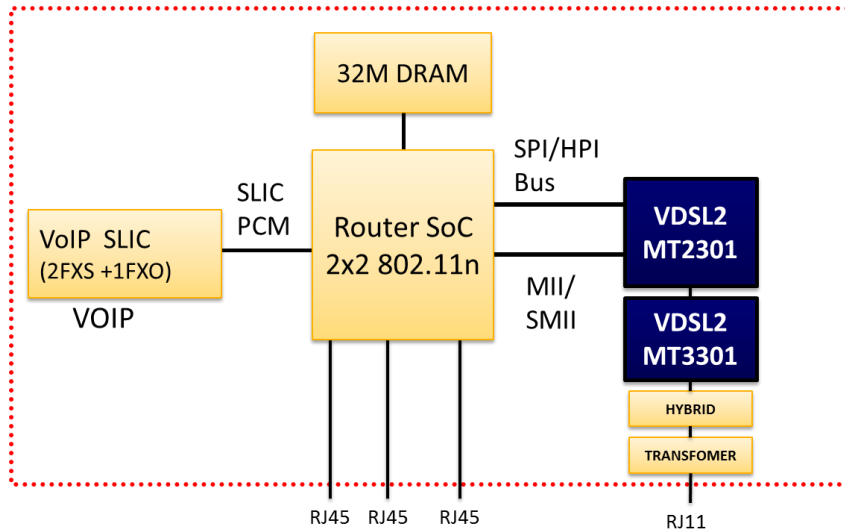 32M DRAM
SPI/HPI
Bus
SLIC
PCM
VoIP SLIC
(2FXS +1FXO)
VOIP
Router SoC
2x2 802.11n
VDSL2
MT2301
MII/
SMII
VDSL2
MT3301
HYBRID
TRANSFOMER
RJ45 RJ45 RJ45 RJ11